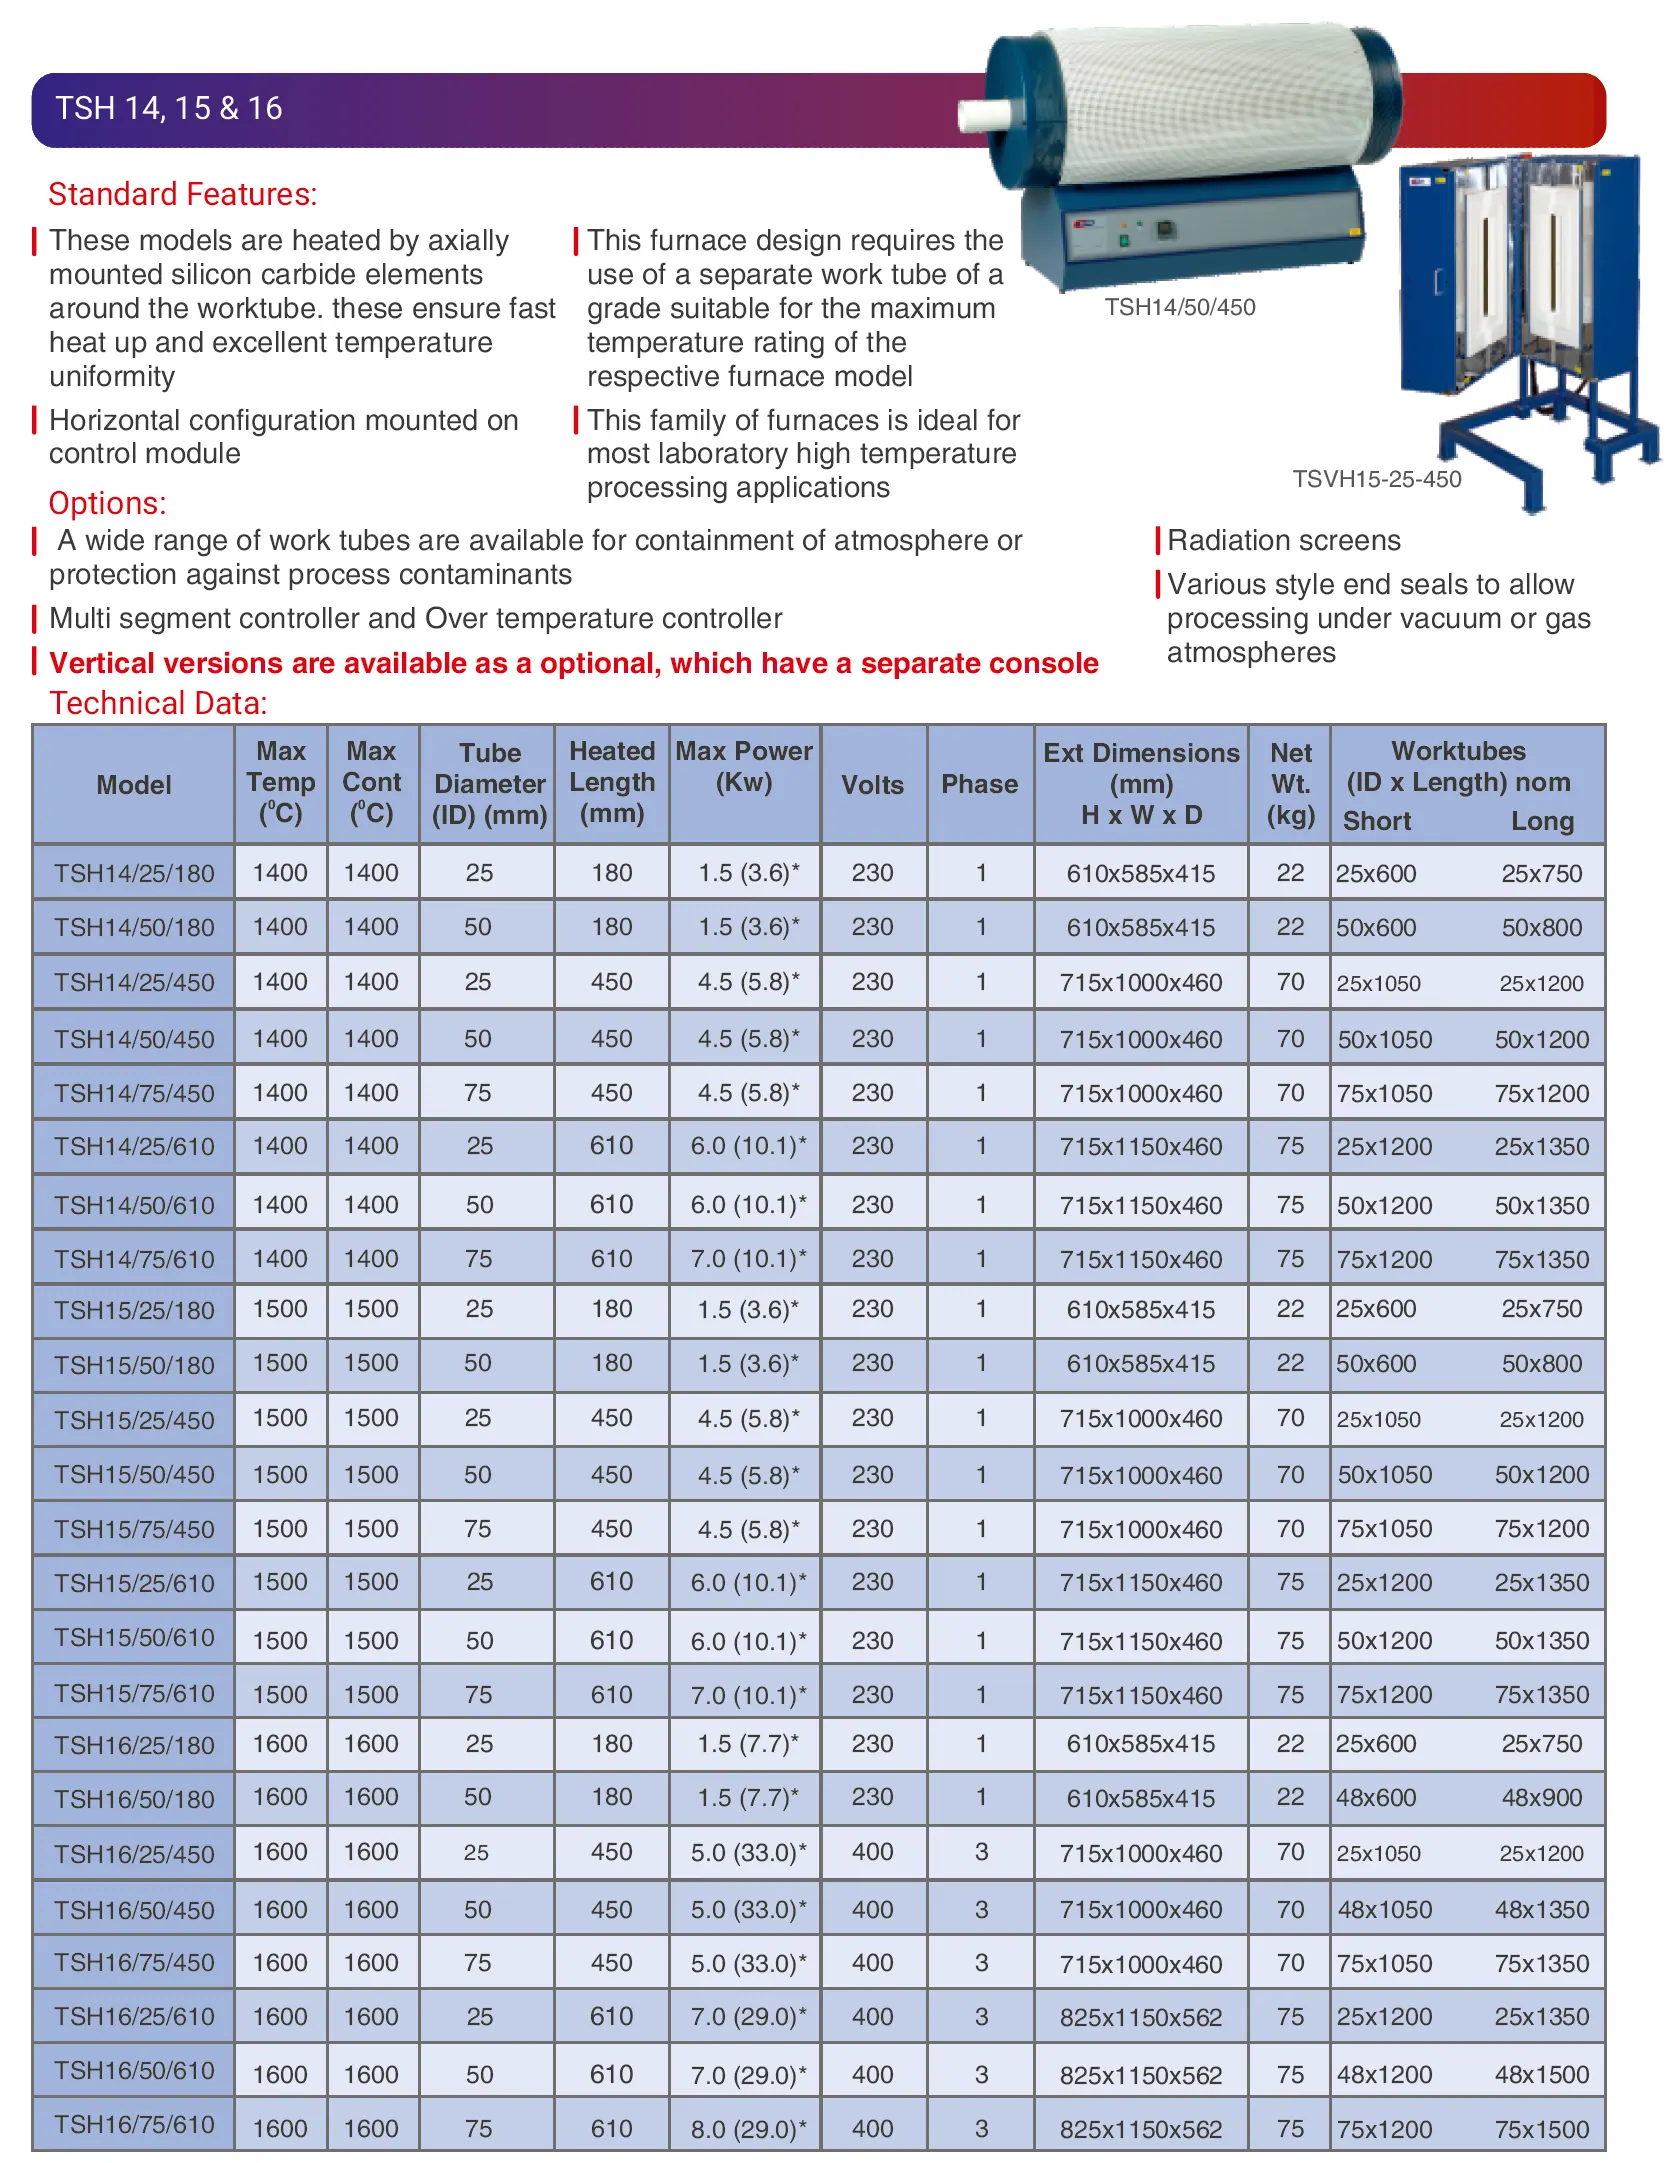 TSH 14, 15 & 16
TSH14/50/450
TSVH15-25-450
Standard Features:
These models are heated by axially
mounted silicon carbide elements
around the worktube. these ensure fast
heat up and excellent temperature
uniformity
Horizontal configuration mounted on
control module
This furnace design requires the
use of a separate work tube of a
grade suitable for the maximum
temperature rating of the
respective furnace model
This family of furnaces is ideal for
most laboratory high temperature
processing applications
Options:
A wide range of work tubes are available for containment of atmosphere or
protection against process contaminants
Multi segment controller and Over temperature controller
Vertical versions are available as a optional, which have a separate console
Radiation screens
Various style end seals to allow
processing under vacuum or gas
atmospheres
Technical Data:
Model | Max Temp (⁰C) | Max Cont (⁰C) | Tube Diameter (ID) (mm) | Heated Length (mm) | Max Power (Kw) | Volts | Phase | Ext Dimensions (mm) H x W x D | Net Wt. (kg) | Worktubes (ID x Length) nom Short Long
TSH14/25/180 1400 1400 25 180 1.5 (3.6)* 230 1 610x585x415 22 25x600 25x750
TSH14/50/180 1400 1400 50 180 1.5 (3.6)* 230 1 610x585x415 22 50x600 50x800
TSH14/25/450 1400 1400 25 450 4.5 (5.8)* 230 1 715x1000x460 70 25x1050 25x1200
TSH14/50/450 1400 1400 50 450 4.5 (5.8)* 230 1 715x1000x460 70 50x1050 50x1200
TSH14/75/450 1400 1400 75 450 4.5 (5.8)* 230 1 715x1000x460 70 75x1050 75x1200
TSH14/25/610 1400 1400 25 610 6.0 (10.1)* 230 1 715x1150x460 75 25x1200 25x1350
TSH14/50/610 1400 1400 50 610 6.0 (10.1)* 230 1 715x1150x460 75 50x1200 50x1350
TSH14/75/610 1400 1400 75 610 7.0 (10.1)* 230 1 715x1150x460 75 75x1200 75x1350
TSH15/25/180 1500 1500 25 180 1.5 (3.6)* 230 1 610x585x415 22 25x600 25x750
TSH15/50/180 1500 1500 50 180 1.5 (3.6)* 230 1 610x585x415 22 50x600 50x800
TSH15/25/450 1500 1500 25 450 4.5 (5.8)* 230 1 715x1000x460 70 25x1050 25x1200
TSH15/50/450 1500 1500 50 450 4.5 (5.8)* 230 1 715x1000x460 70 50x1050 50x1200
TSH15/75/450 1500 1500 75 450 4.5 (5.8)* 230 1 715x1000x460 70 75x1050 75x1200
TSH15/25/610 1500 1500 25 610 6.0 (10.1)* 230 1 715x1150x460 75 25x1200 25x1350
TSH15/50/610 1500 1500 50 610 6.0 (10.1)* 230 1 715x1150x460 75 50x1200 50x1350
TSH15/75/610 1500 1500 75 610 7.0 (10.1)* 230 1 715x1150x460 75 75x1200 75x1350
TSH16/25/180 1600 1600 25 180 1.5 (7.7)* 230 1 610x585x415 22 25x600 25x750
TSH16/50/180 1600 1600 50 180 1.5 (7.7)* 230 1 610x585x415 22 48x600 48x900
TSH16/25/450 1600 1600 25 450 5.0 (33.0)* 400 3 715x1000x460 70 25x1050 25x1200
TSH16/50/450 1600 1600 50 450 5.0 (33.0)* 400 3 715x1000x460 70 48x1050 48x1350
TSH16/75/450 1600 1600 75 450 5.0 (33.0)* 400 3 715x1000x460 70 75x1050 75x1350
TSH16/25/610 1600 1600 25 610 7.0 (29.0)* 400 3 825x1150x562 75 25x1200 25x1350
TSH16/50/610 1600 1600 50 610 7.0 (29.0)* 400 3 825x1150x562 75 48x1200 48x1500
TSH16/75/610 1600 1600 75 610 8.0 (29.0)* 400 3 825x1150x562 75 75x1200 75x1500